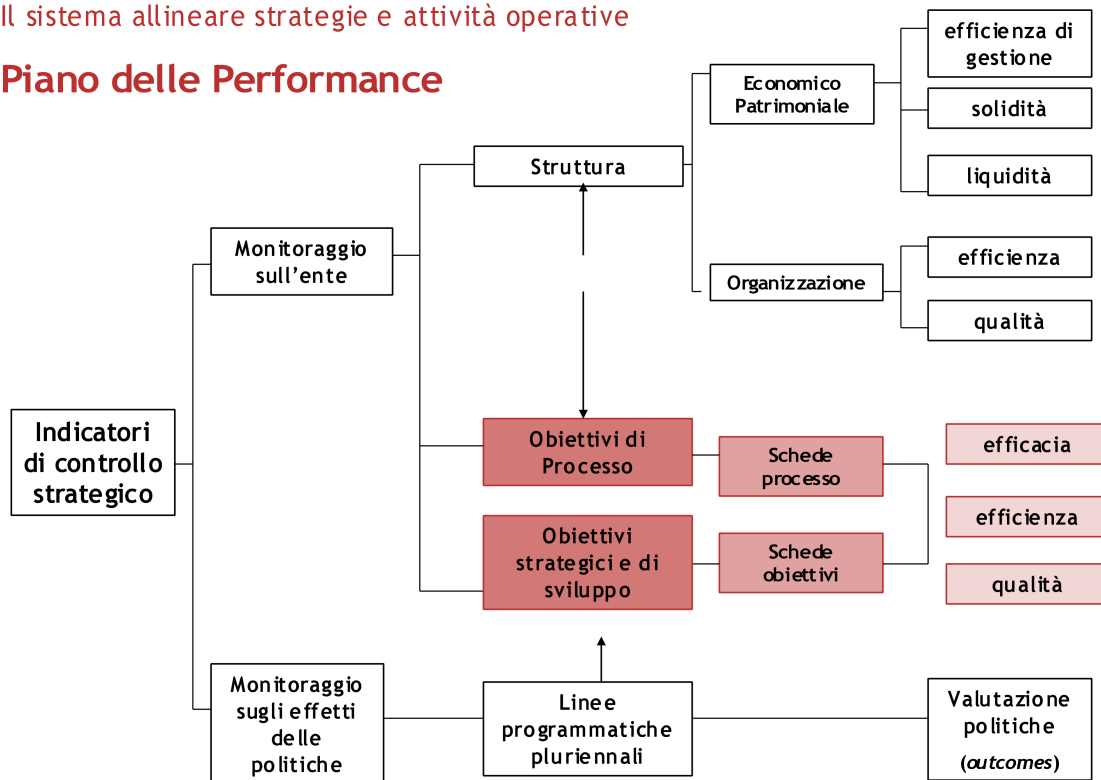 Il sistema allineare strategie e attività operative
Piano delle Performance
efficienza di
gestione
Economico
Patrimoniale
solidità
Struttura
liquidità
Monitoraggio
sull'ente
efficienza
Organizzazione
qualità
Indicatori
di controllo
strategico
Obiettivi di
Processo
Schede
processo
efficacia
efficienza
Obiettivi
strategici e di
sviluppo
Schede
obiettivi
qualità
Monitoraggio
sugli effetti
delle
politiche
Linee
programmatiche
pluriennali
Valutazione
politiche
(outcomes)